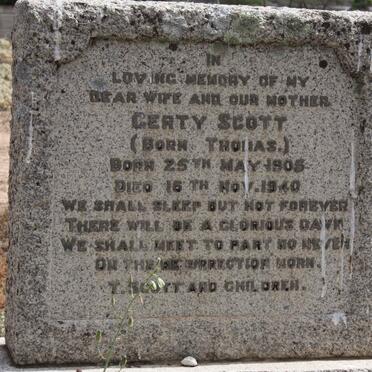 IN
LOVING MEMORY OF MY
DEAR WIFE AND OUR MOTHER
GERTY SCOTT
(BORN THOMAS.)
BORN 25TH MAY 1905
DIED 16TH NOV. 1940
WE SHALL SLEEP BUT NOT FOREVER
THERE WILL BE A GLORIOUS DAWN
WE SHALL MEET TO PART NO NEVER
ON THE RESURRECTION MORN.
T. SCOTT AND CHILDREN.